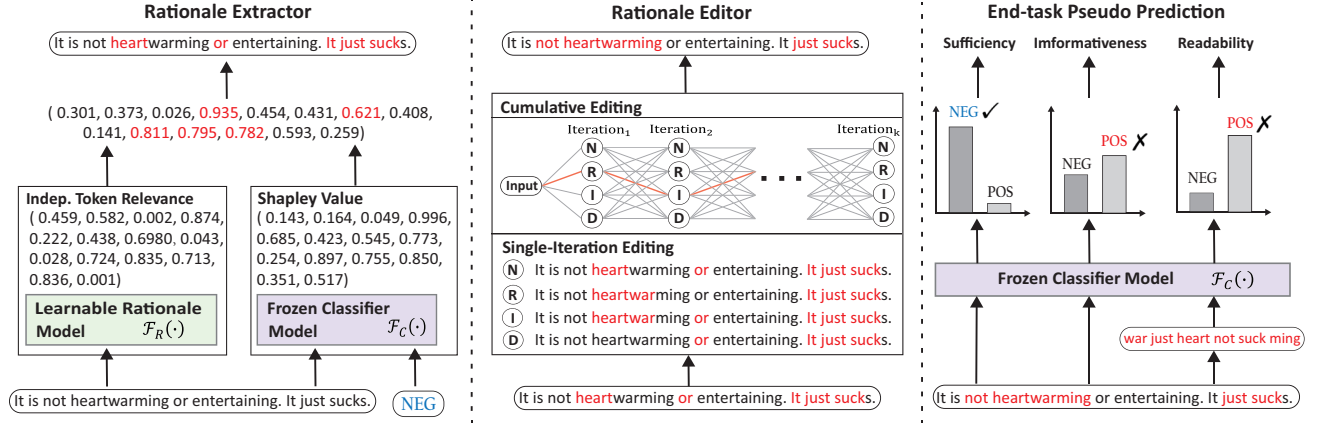 Rationale Extractor
It is not heartwarming or entertaining. It just sucks.
( 0.301, 0.373, 0.026, 0.935, 0.454, 0.431, 0.621, 0.408,
0.141, 0.811, 0.795, 0.782, 0.593, 0.259)
Indep. Token Relevance
( 0.459, 0.582, 0.002, 0.874,
0.222, 0.438, 0.6980, 0.043,
0.028, 0.724, 0.835, 0.713,
0.836, 0.001)
Learnable Rationale
Model F_R(·)
Shapley Value
( 0.143, 0.164, 0.049, 0.996,
0.685, 0.423, 0.545, 0.773,
0.254, 0.897, 0.755, 0.850,
0.351, 0.517)
Frozen Classifier
Model F_C(·)
It is not heartwarming or entertaining. It just sucks.
NEG
Rationale Editor
It is not heartwarming or entertaining. It just sucks.
Cumulative Editing
Iteration₁ Iteration₂ Iterationₖ
Input
N N N
R R R
I I I
D D D
Single-Iteration Editing
N It is not heartwarming or entertaining. It just sucks.
R It is not heartwarming or entertaining. It just sucks.
I It is not heartwarming or entertaining. It just sucks.
D It is not heartwarming or entertaining. It just sucks.
It is not heartwarming or entertaining. It just sucks.
End-task Pseudo Prediction
Sufficiency Imformativeness Readability
NEG ✓
POS
NEG
POS ✗
NEG
POS ✗
Frozen Classifier Model F_C(·)
war just heart not suck ming
It is not heartwarming or entertaining. It just sucks.